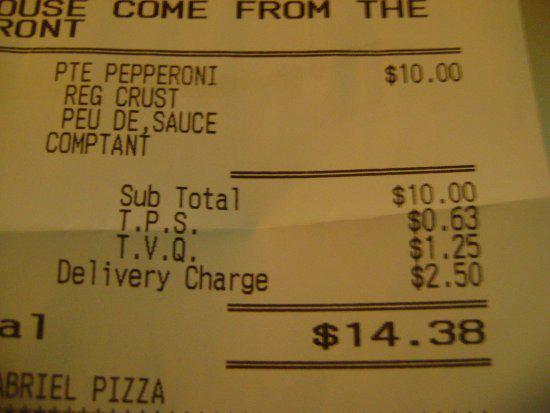 OUSE COME FROM THE
RONT
PTE PEPPERONI $10.00
REG CRUST
PEU DE,SAUCE
COMPTANT
Sub Total $10.00
T.P.S. $0.63
T.V.Q. $1.25
Delivery Charge $2.50
al $14.38
ABRIEL PIZZA